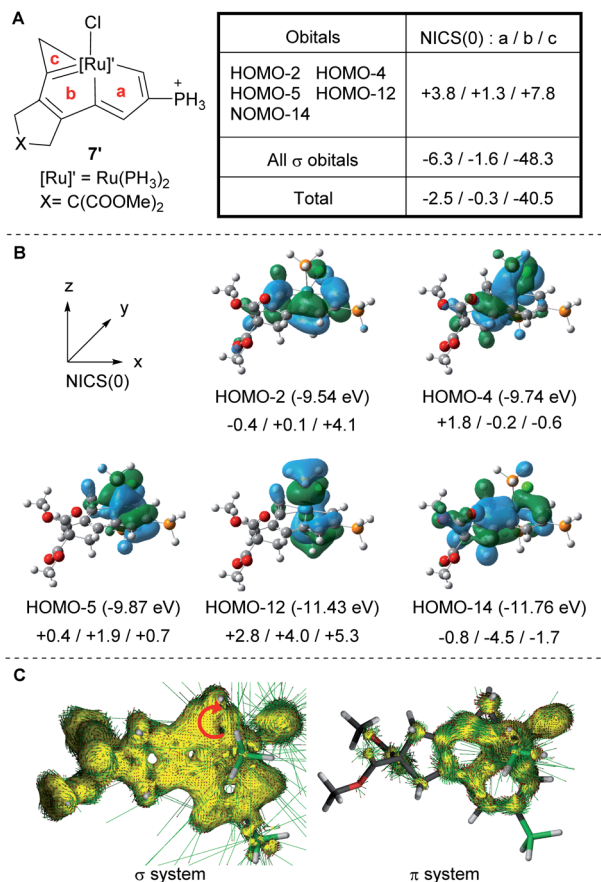 A
Cl
c
[Ru]'
b
a
+
PH3
X
7'
[Ru]' = Ru(PH3)2
X= C(COOMe)2
Obitals NICS(0) : a / b / c
HOMO-2 HOMO-4
HOMO-5 HOMO-12
NOMO-14
+3.8 / +1.3 / +7.8
All σ obitals -6.3 / -1.6 / -48.3
Total -2.5 / -0.3 / -40.5
B
z
y
x
NICS(0)
HOMO-2 (-9.54 eV) HOMO-4 (-9.74 eV)
-0.4 / +0.1 / +4.1 +1.8 / -0.2 / -0.6
HOMO-5 (-9.87 eV) HOMO-12 (-11.43 eV) HOMO-14 (-11.76 eV)
+0.4 / +1.9 / +0.7 +2.8 / +4.0 / +5.3 -0.8 / -4.5 / -1.7
C
σ system π system